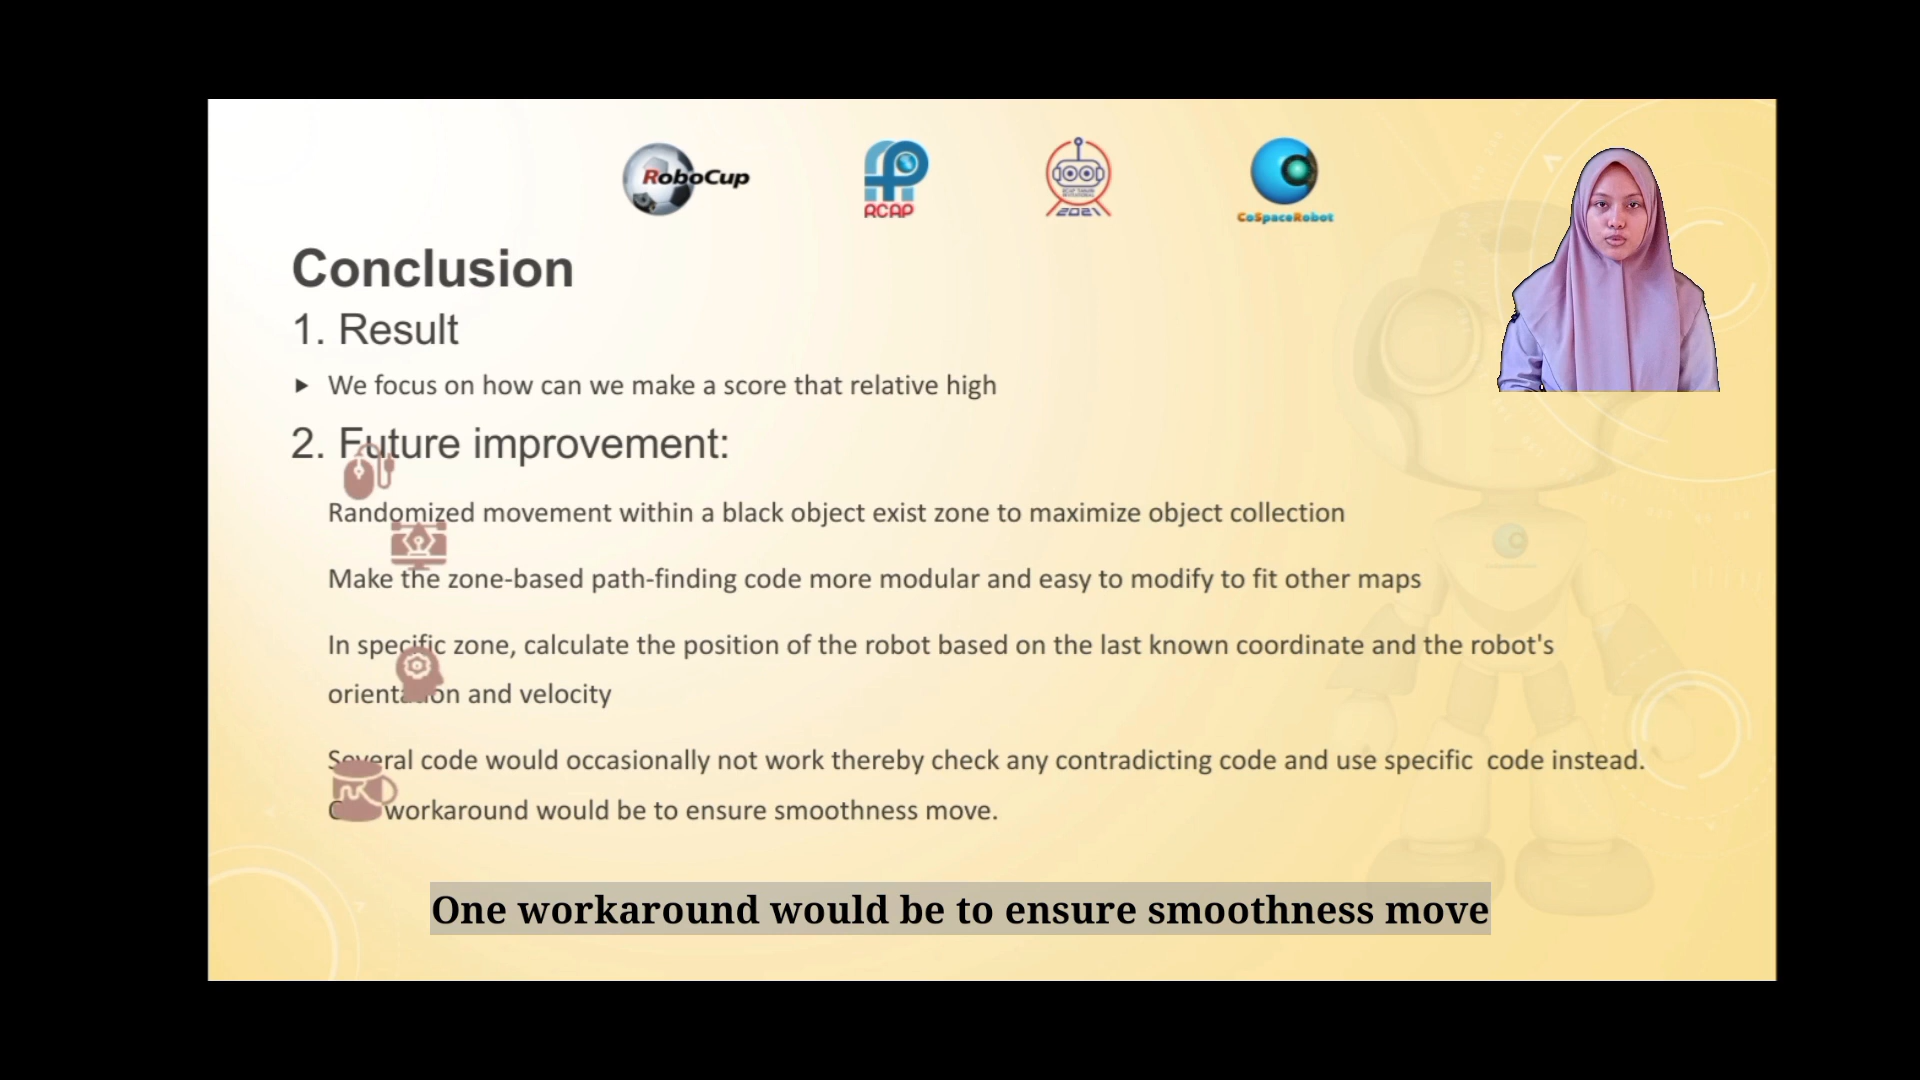 RoboCup
RCAP
2021
CoSpaceRobot
Conclusion
1. Result
We focus on how can we make a score that relative high
2. Future improvement:
Randomized movement within a black object exist zone to maximize object collection
Make the zone-based path-finding code more modular and easy to modify to fit other maps
In specific zone, calculate the position of the robot based on the last known coordinate and the robot's
orientation and velocity
Several code would occasionally not work thereby check any contradicting code and use specific code instead.
One workaround would be to ensure smoothness move.
One workaround would be to ensure smoothness move